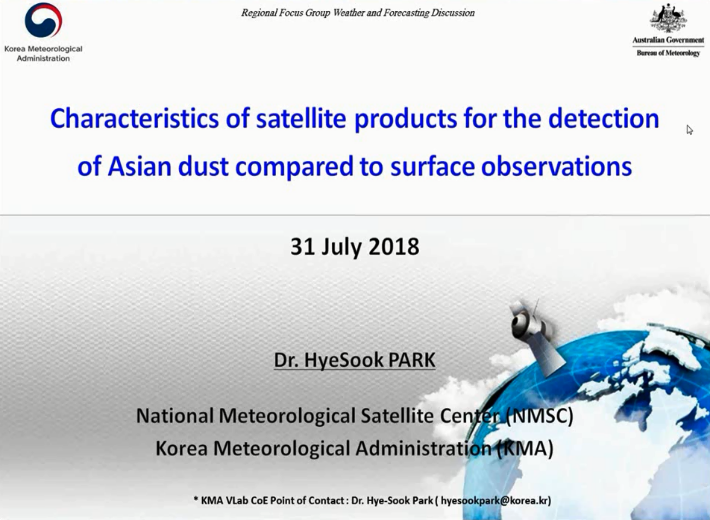 Regional Focus Group Weather and Forecasting Discussion
Korea Meteorological
Administration
Australian Government
Bureau of Meteorology
Characteristics of satellite products for the detection
of Asian dust compared to surface observations
31 July 2018
Dr. HyeSook PARK
National Meteorological Satellite Center (NMSC)
Korea Meteorological Administration (KMA)
* KMA VLab CoE Point of Contact : Dr. Hye-Sook Park ( hyesookpark@korea.kr)